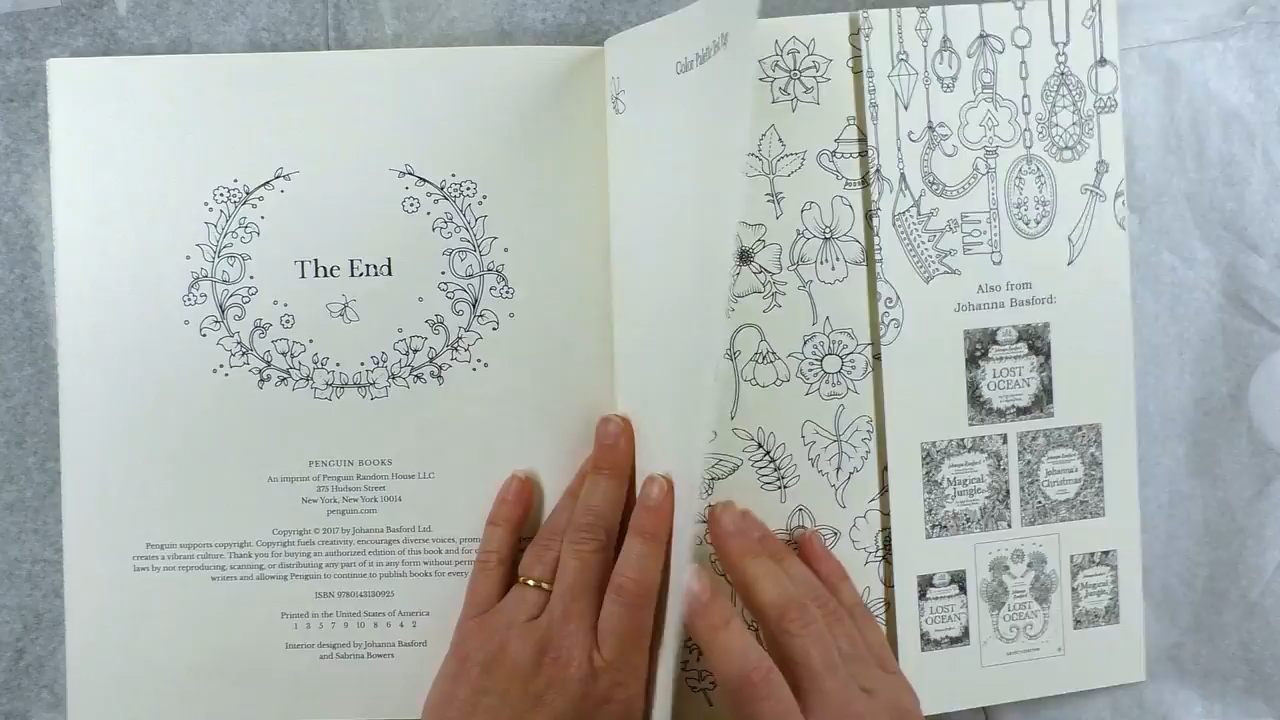 The End
PENGUIN BOOKS
An imprint of Penguin Random House LLC
375 Hudson Street
New York, New York 10014
penguin.com
Copyright © 2017 by Johanna Basford Ltd.
Penguin supports copyright. Copyright fuels creativity, encourages diverse voices,
creates a vibrant culture. Thank you for buying an authorized edition of this book and for
laws by not reproducing, scanning, or distributing any part of it in any form without
writers and allowing Penguin to continue to publish books for every
ISBN 9780143130925
Printed in the United States of America
1 3 5 7 9 10 8 6 4 2
Interior designed by Johanna Basford
and Sabrina Bowers
Color Palette Test Page
Also from
Johanna Basford:
Johanna Basford
LOST
OCEAN
Johanna Basford
Magical
Jungle
Johanna Basford
Johanna's
Christmas
LOST
OCEAN
LOST
OCEAN
Magical
Jungle